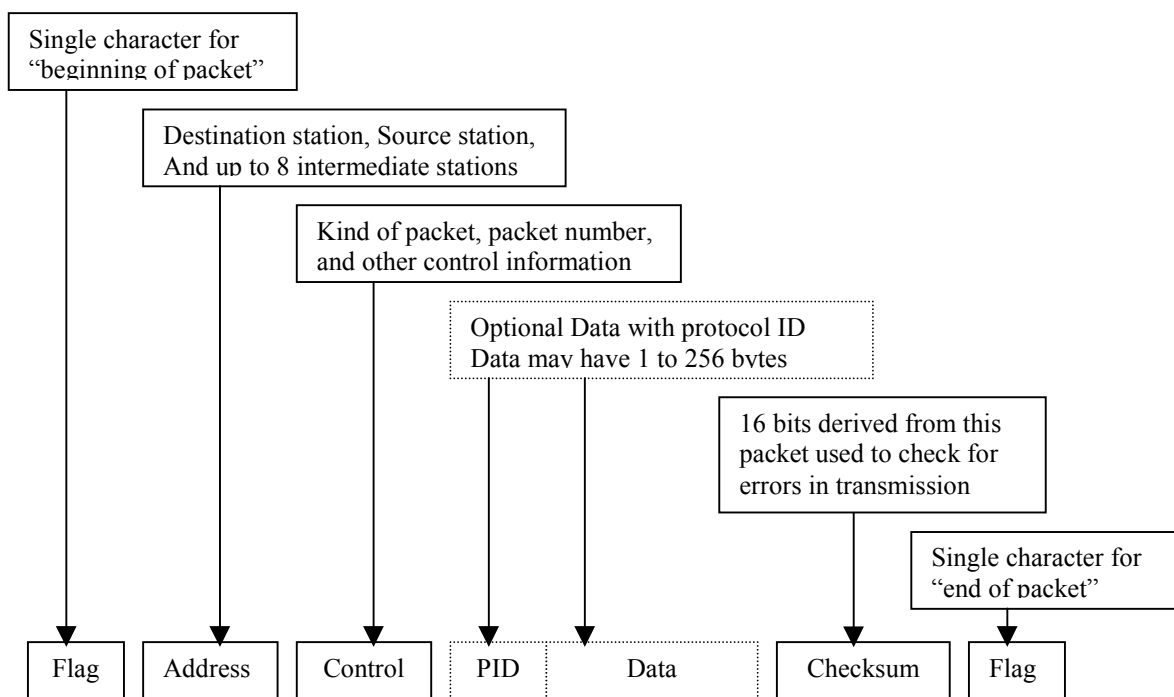 Single character for
“beginning of packet”
Destination station, Source station,
And up to 8 intermediate stations
Kind of packet, packet number,
and other control information
Optional Data with protocol ID
Data may have 1 to 256 bytes
16 bits derived from this
packet used to check for
errors in transmission
Single character for
“end of packet”
Flag Address Control PID Data Checksum Flag